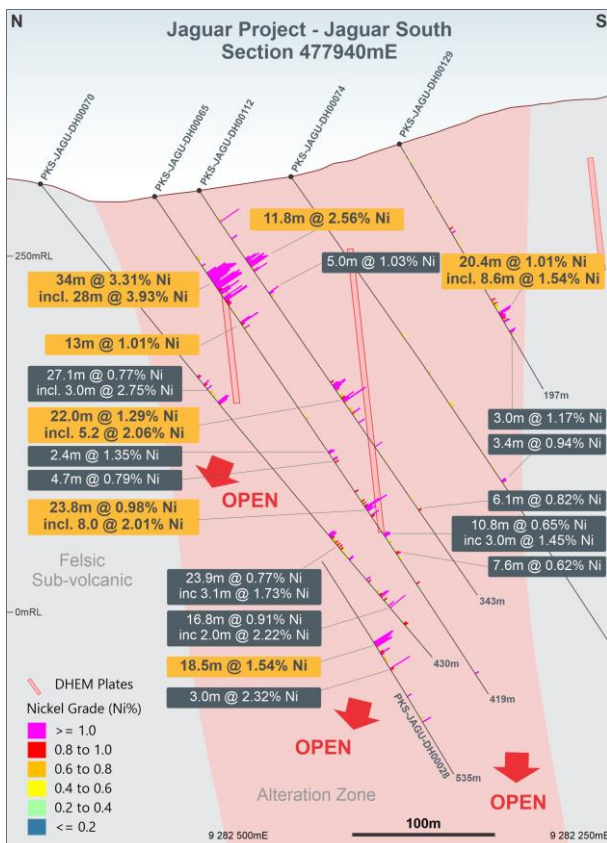 N
Jaguar Project - Jaguar South
Section 477940mE
S
PKS-JAGU-DH00070
PKS-JAGU-DH00065
PKS-JAGU-DH00112
PKS-JAGU-DH00074
PKS-JAGU-DH00129
11.8m @ 2.56% Ni
250mRL
5.0m @ 1.03% Ni
20.4m @ 1.01% Ni
incl. 8.6m @ 1.54% Ni
34m @ 3.31% Ni
incl. 28m @ 3.93% Ni
13m @ 1.01% Ni
27.1m @ 0.77% Ni
incl. 3.0m @ 2.75% Ni
197m
22.0m @ 1.29% Ni
incl. 5.2 @ 2.06% Ni
3.0m @ 1.17% Ni
3.4m @ 0.94% Ni
2.4m @ 1.35% Ni
4.7m @ 0.79% Ni
OPEN
6.1m @ 0.82% Ni
23.8m @ 0.98% Ni
incl. 8.0 @ 2.01% Ni
10.8m @ 0.65% Ni
inc 3.0m @ 1.45% Ni
Felsic
Sub-volcanic
7.6m @ 0.62% Ni
23.9m @ 0.77% Ni
inc 3.1m @ 1.73% Ni
343m
0mRL
16.8m @ 0.91% Ni
inc 2.0m @ 2.22% Ni
430m
18.5m @ 1.54% Ni
3.0m @ 2.32% Ni
419m
DHEM Plates
Nickel Grade (Ni%)
>= 1.0
0.8 to 1.0
0.6 to 0.8
0.4 to 0.6
0.2 to 0.4
<= 0.2
PKS-JAGU-DH00028
OPEN
535m
OPEN
Alteration Zone
100m
9 282 500mE
9 282 250mE